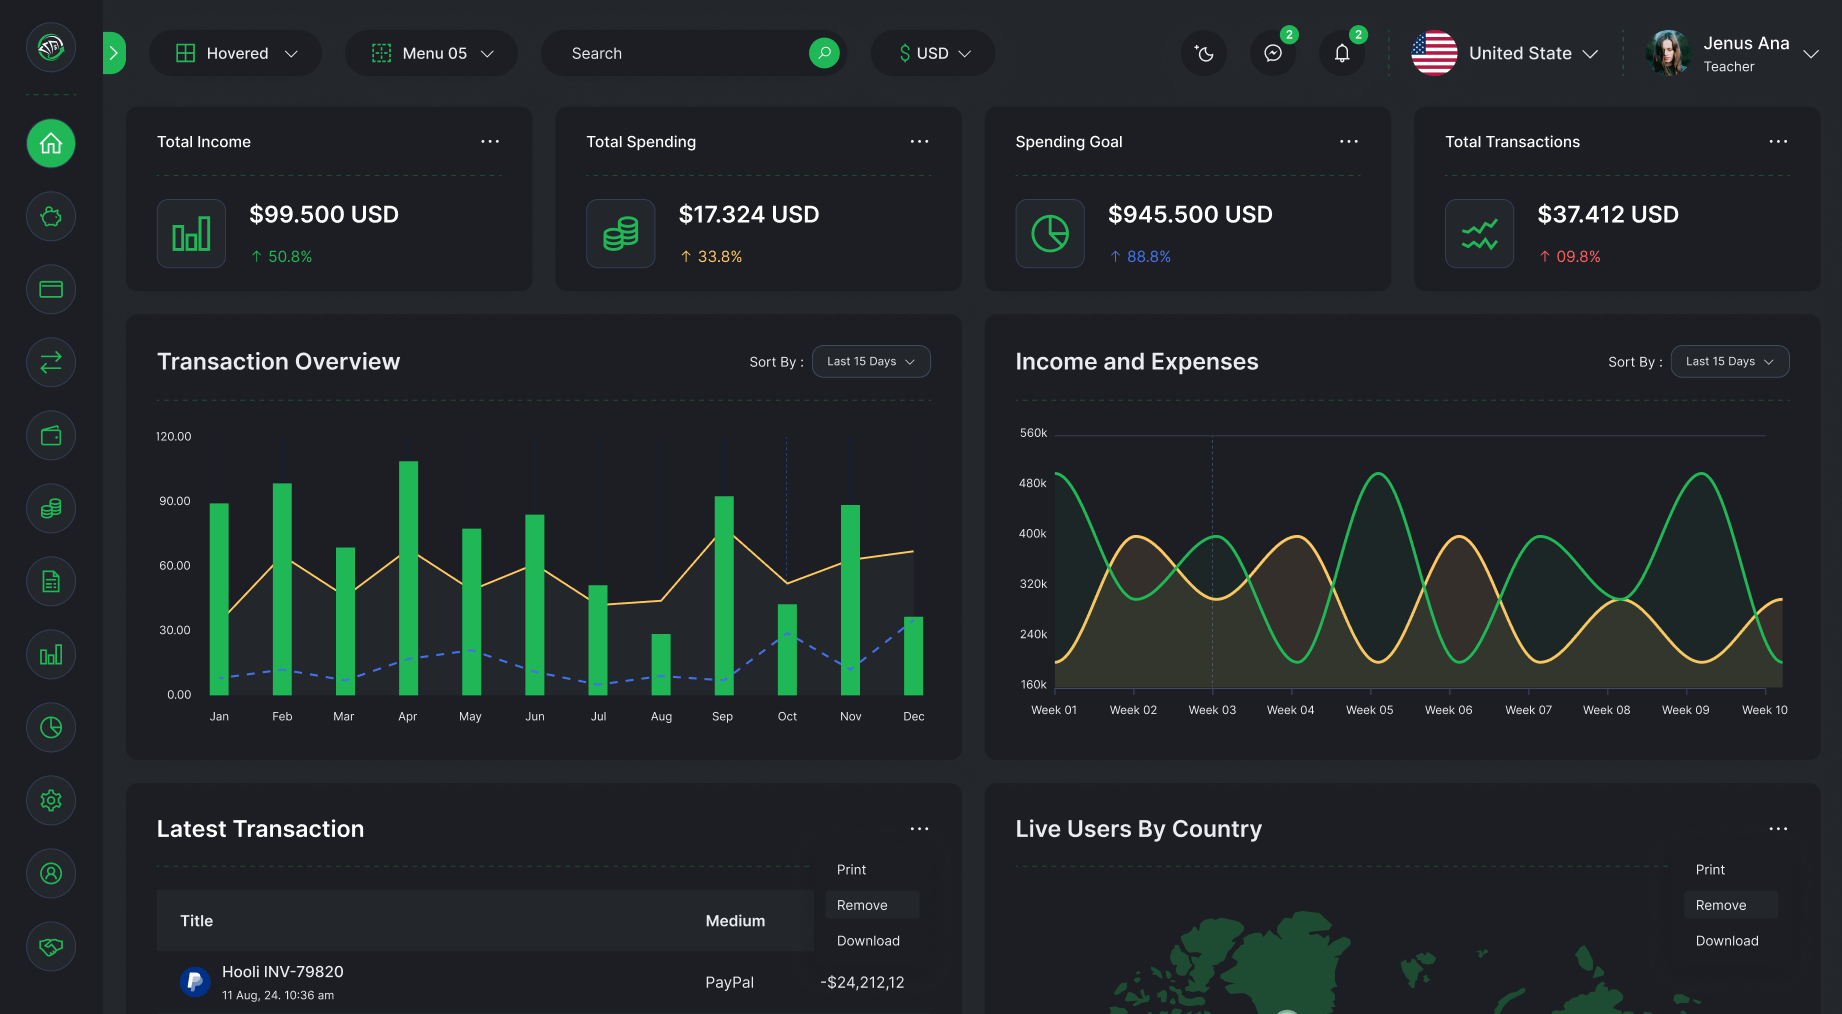 Hovered
Menu 05
Search
$ USD
2
2
United State
Jenus Ana
Teacher
Total Income
$99.500 USD
↑ 50.8%
Total Spending
$17.324 USD
↑ 33.8%
Spending Goal
$945.500 USD
↑ 88.8%
Total Transactions
$37.412 USD
↑ 09.8%
Transaction Overview
Sort By :
Last 15 Days
120.00
90.00
60.00
30.00
0.00
Jan Feb Mar Apr May Jun Jul Aug Sep Oct Nov Dec
Income and Expenses
Sort By :
Last 15 Days
560k
480k
400k
320k
240k
160k
Week 01 Week 02 Week 03 Week 04 Week 05 Week 06 Week 07 Week 08 Week 09 Week 10
Latest Transaction
Print
Remove
Download
Title Medium
Hooli INV-79820
11 Aug, 24. 10:36 am
PayPal
-$24,212,12
Live Users By Country
Print
Remove
Download